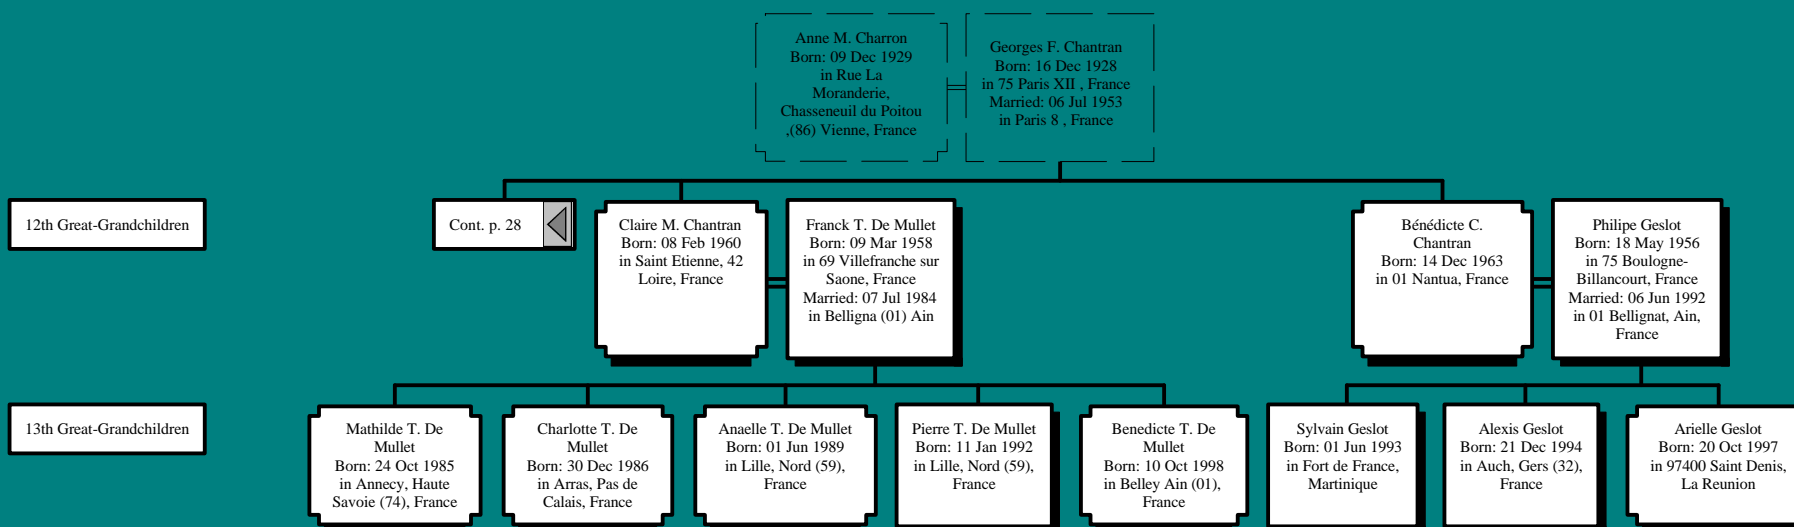 Anne M. Charron
Born: 09 Dec 1929
in Rue La
Moranderie,
Chasseneuil du Poitou
,(86) Vienne, France
Georges F. Chantran
Born: 16 Dec 1928
in 75 Paris XII , France
Married: 06 Jul 1953
in Paris 8 , France
12th Great-Grandchildren
Cont. p. 28
Claire M. Chantran
Born: 08 Feb 1960
in Saint Etienne, 42
Loire, France
Franck T. De Mullet
Born: 09 Mar 1958
in 69 Villefranche sur
Saone, France
Married: 07 Jul 1984
in Belligna (01) Ain
Bénédicte C.
Chantran
Born: 14 Dec 1963
in 01 Nantua, France
Philipe Geslot
Born: 18 May 1956
in 75 Boulogne-
Billancourt, France
Married: 06 Jun 1992
in 01 Bellignat, Ain,
France
13th Great-Grandchildren
Mathilde T. De
Mullet
Born: 24 Oct 1985
in Annecy, Haute
Savoie (74), France
Charlotte T. De
Mullet
Born: 30 Dec 1986
in Arras, Pas de
Calais, France
Anaelle T. De Mullet
Born: 01 Jun 1989
in Lille, Nord (59),
France
Pierre T. De Mullet
Born: 11 Jan 1992
in Lille, Nord (59),
France
Benedicte T. De
Mullet
Born: 10 Oct 1998
in Belley Ain (01),
France
Sylvain Geslot
Born: 01 Jun 1993
in Fort de France,
Martinique
Alexis Geslot
Born: 21 Dec 1994
in Auch, Gers (32),
France
Arielle Geslot
Born: 20 Oct 1997
in 97400 Saint Denis,
La Reunion